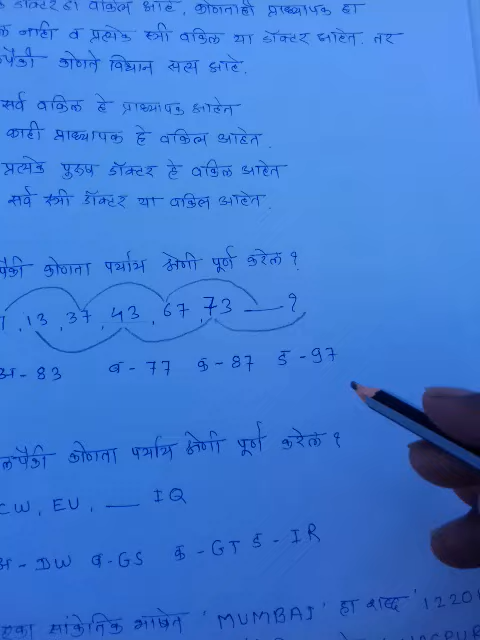 डॉक्टर हा वकिल आहे, कोणताही प्राध्यापक हा
नाही व प्रत्येक स्त्री वकिल या डॉक्टर आहेत. तर
कोणते विधान सत्य आहे.
सर्व वकिल हे प्राध्यापक आहेत
काही प्राध्यापक हे वकिल आहेत.
प्रत्येक पुरुष डॉक्टर हे वकिल आहेत
सर्व स्त्री डॉक्टर या वकिल आहेत.
पैकी कोणता पर्याय श्रेणी पूर्ण करेल ?
13, 37, 43, 67, 73 — ?
अ - 83 ब - 77 क - 87 ड - 97
पैकी कोणता पर्याय श्रेणी पूर्ण करेल ?
CW, EU, — IQ
अ - DW ब - GS क - GT ड - IR
एका सांकेतिक भाषेत 'MUMBAI' हा शब्द '1220